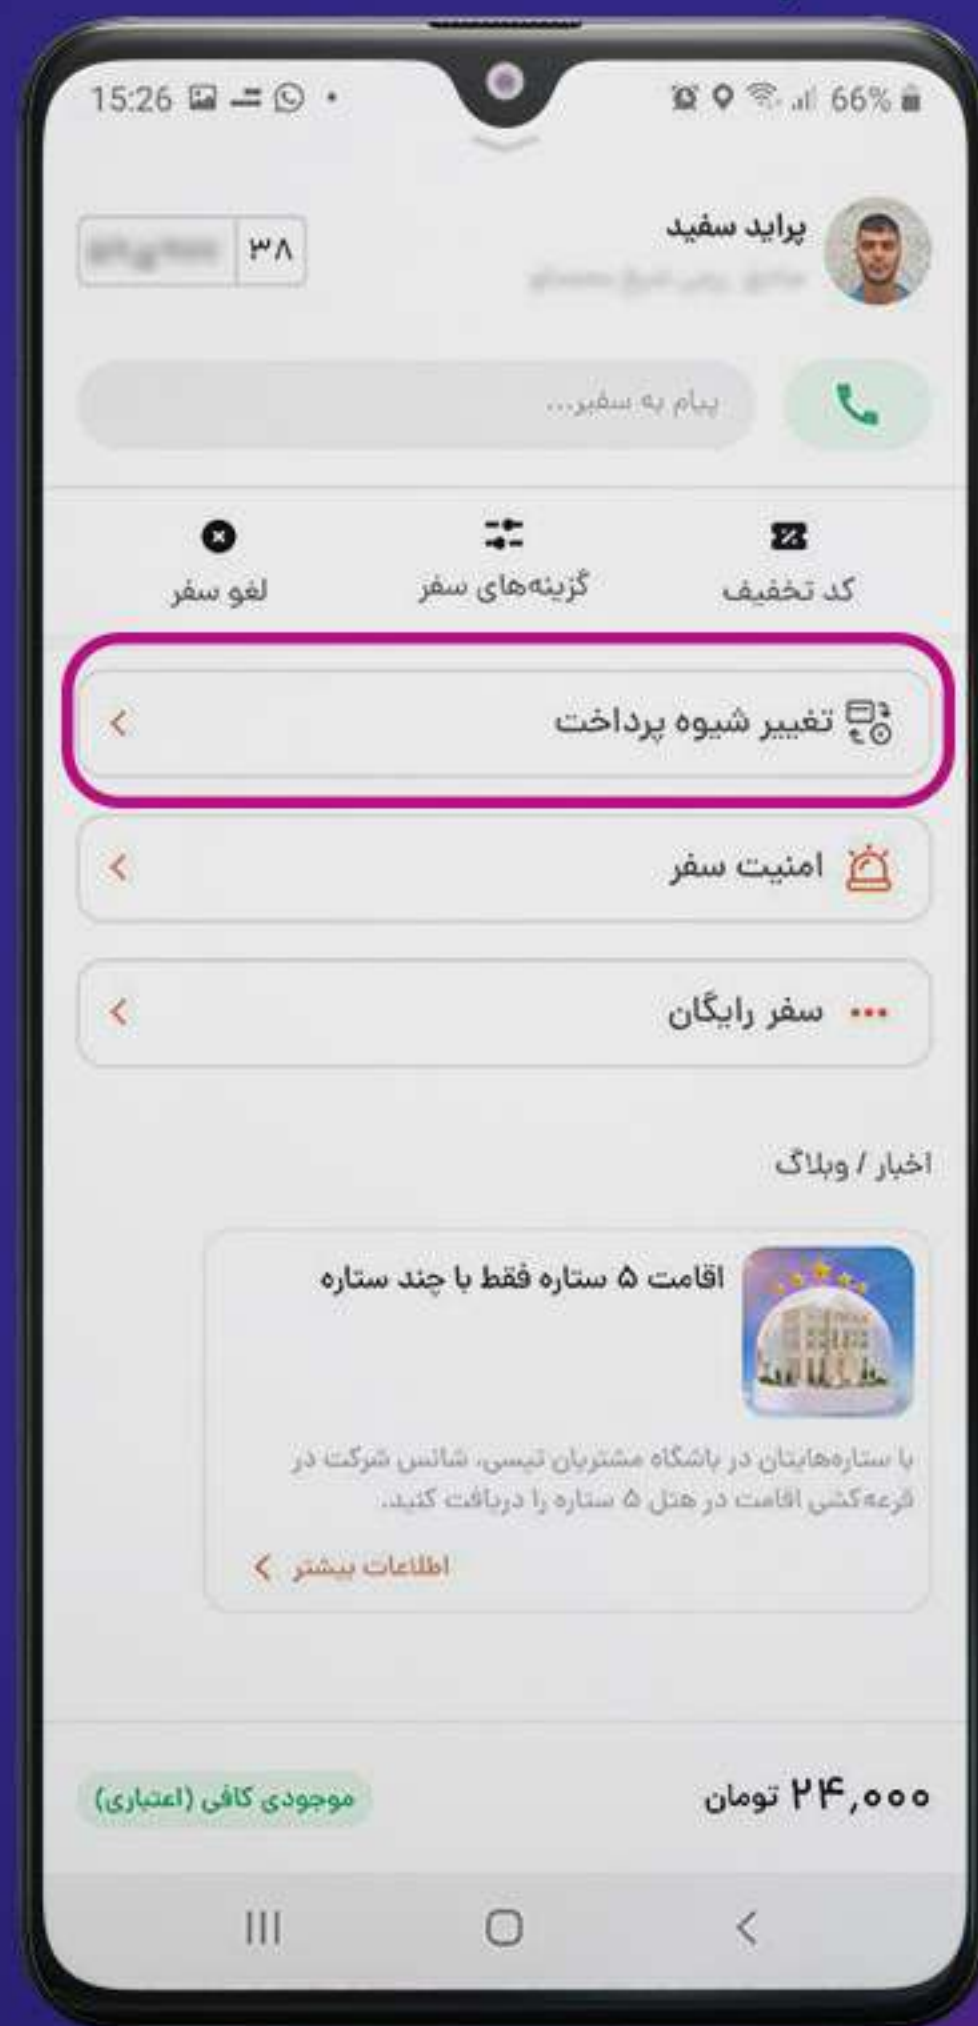 15:26
66%
پراید سفید
۳۸
پیام به سفیر...
کد تخفیف
گزینه‌های سفر
لغو سفر
تغییر شیوه پرداخت
امنیت سفر
سفر رایگان
اخبار / وبلاگ
اقامت ۵ ستاره فقط با چند ستاره
با ستاره‌هایتان در باشگاه مشتریان تپسی، شانس شرکت در
قرعه‌کشی اقامت در هتل ۵ ستاره را دریافت کنید.
اطلاعات بیشتر
۲۴,۰۰۰ تومان
موجودی کافی (اعتباری)